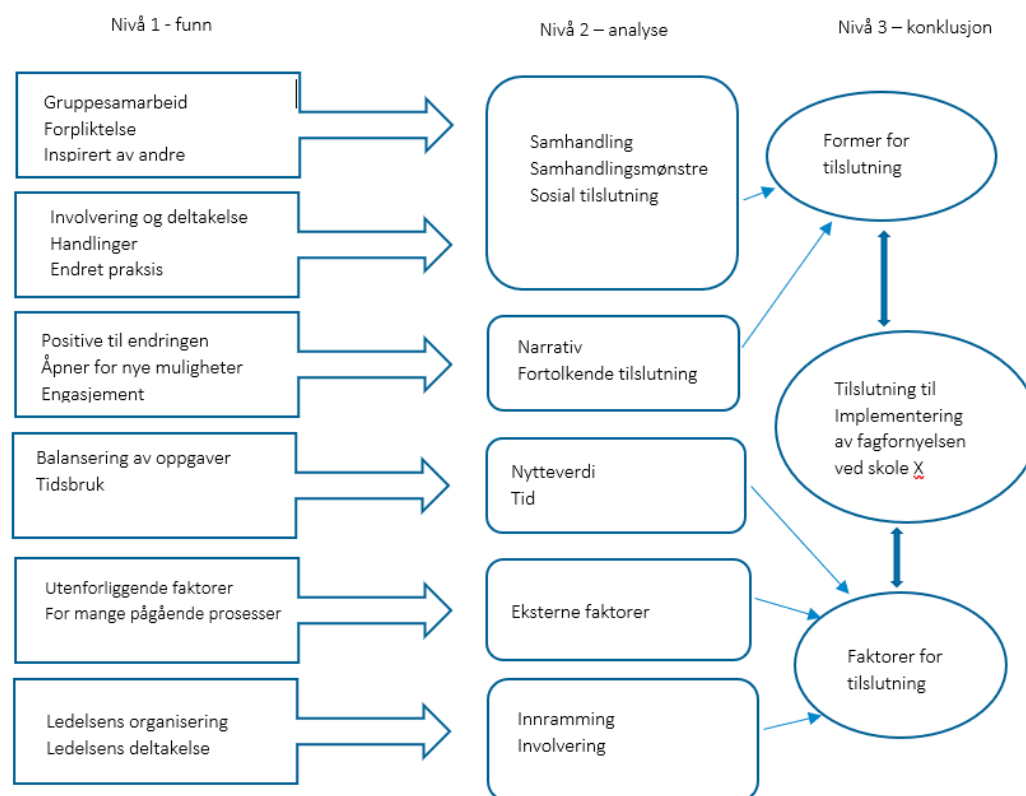 Nivå 1 - funn
Nivå 2 – analyse
Nivå 3 – konklusjon
Gruppesamarbeid
Forpliktelse
Inspirert av andre
Involvering og deltakelse
Handlinger
Endret praksis
Positive til endringen
Åpner for nye muligheter
Engasjement
Balansering av oppgaver
Tidsbruk
Utenforliggende faktorer
For mange pågående prosesser
Ledelsens organisering
Ledelsens deltakelse
Samhandling
Samhandlingsmønstre
Sosial tilslutning
Narrativ
Fortolkende tilslutning
Nytteverdi
Tid
Eksterne faktorer
Innramming
Involvering
Former for
tilslutning
Tilslutning til
Implementering
av fagfornyelsen
ved skole X
Faktorer for
tilslutning